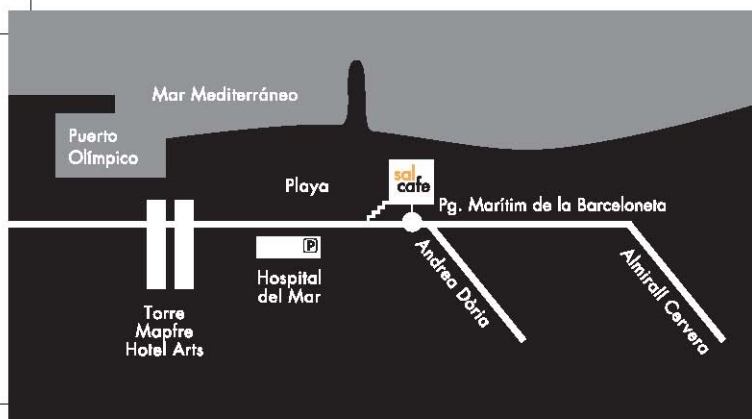 Mar Mediterráneo
Puerto
Olímpico
Playa
sal
cafe
Pg. Marítim de la Barceloneta
P
Hospital
del Mar
Andrea Dória
Almirall Cervera
Torre
Mapfre
Hotel Arts